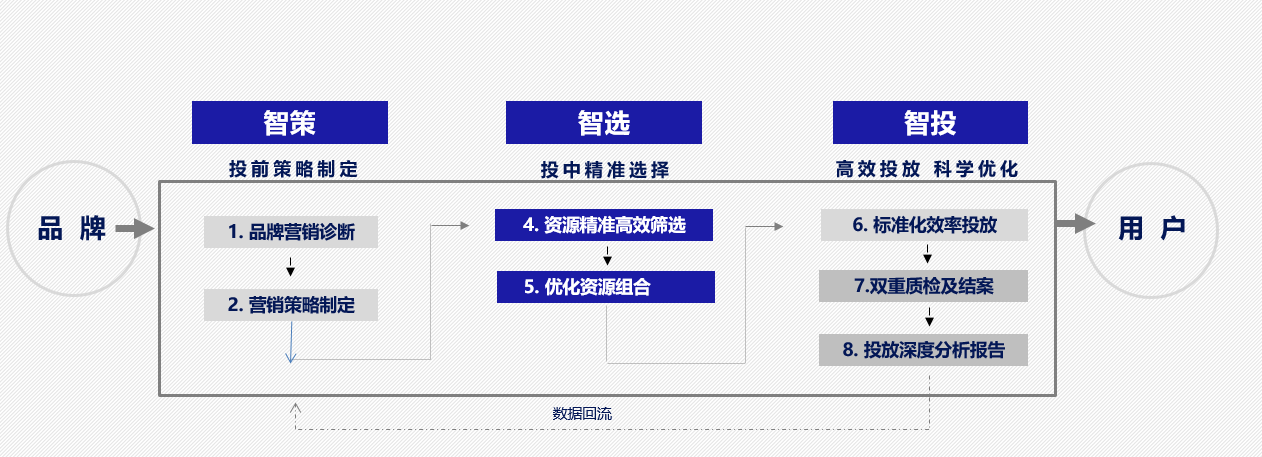 智策
智选
智投
投前策略制定
投中精准选择
高效投放 科学优化
品 牌
1. 品牌营销诊断
2. 营销策略制定
4. 资源精准高效筛选
5. 优化资源组合
6. 标准化效率投放
7.双重质检及结案
8. 投放深度分析报告
用 户
数据回流